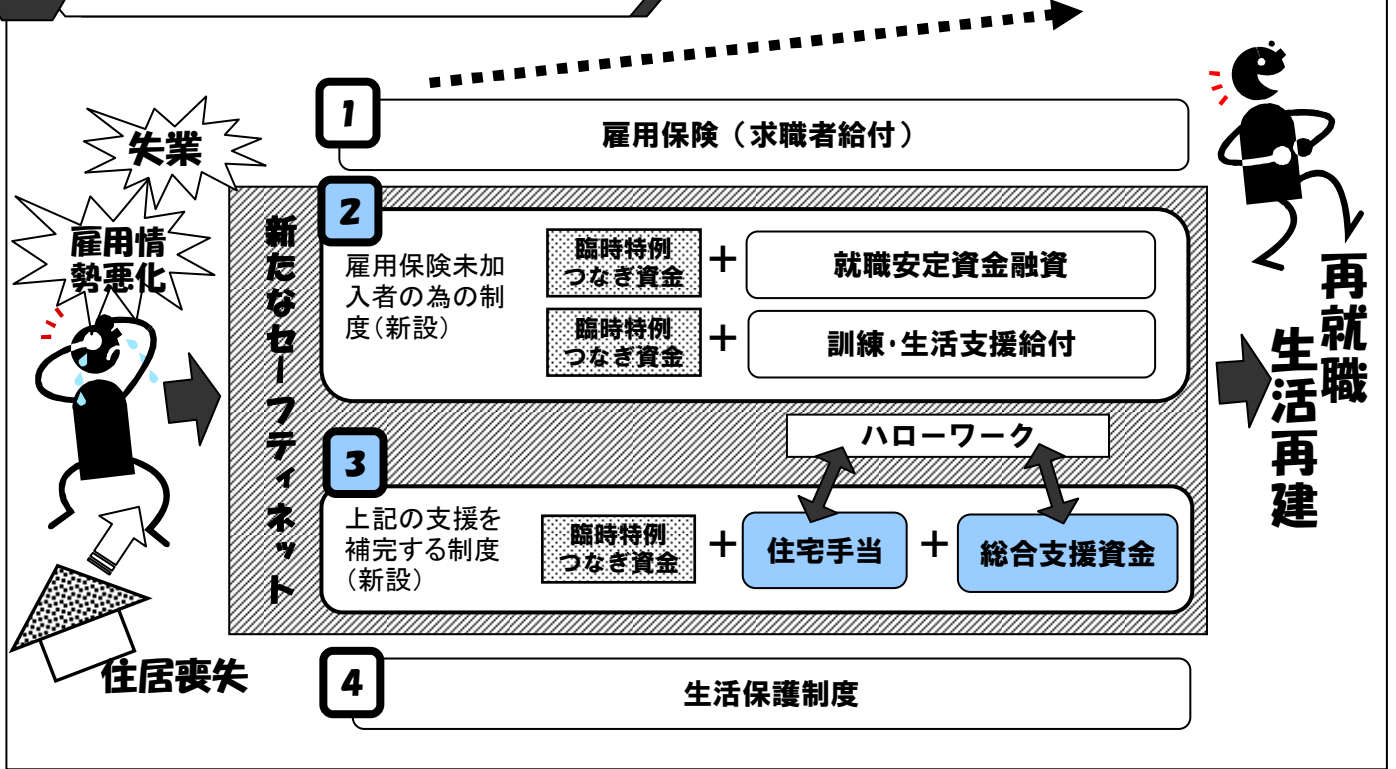 失業
雇用情
勢悪化
住居喪失
1
雇用保険（求職者給付）
新たなセーフティネット
2
雇用保険未加
入者の為の制
度(新設)
臨時特例
つなぎ資金
+
就職安定資金融資
臨時特例
つなぎ資金
+
訓練･生活支援給付
ハローワーク
3
上記の支援を
補完する制度
(新設)
臨時特例
つなぎ資金
+
住宅手当
+
総合支援資金
4
生活保護制度
再就職
生活再建